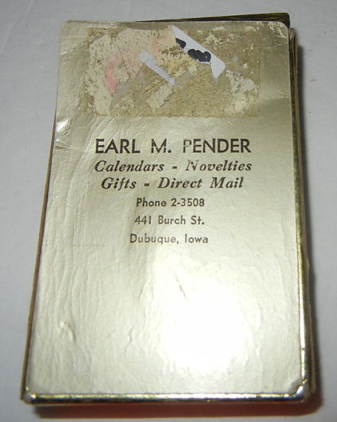 EARL M. PENDER
Calendars - Novelties
Gifts - Direct Mail
Phone 2-3508
441 Burch St.
Dubuque, Iowa